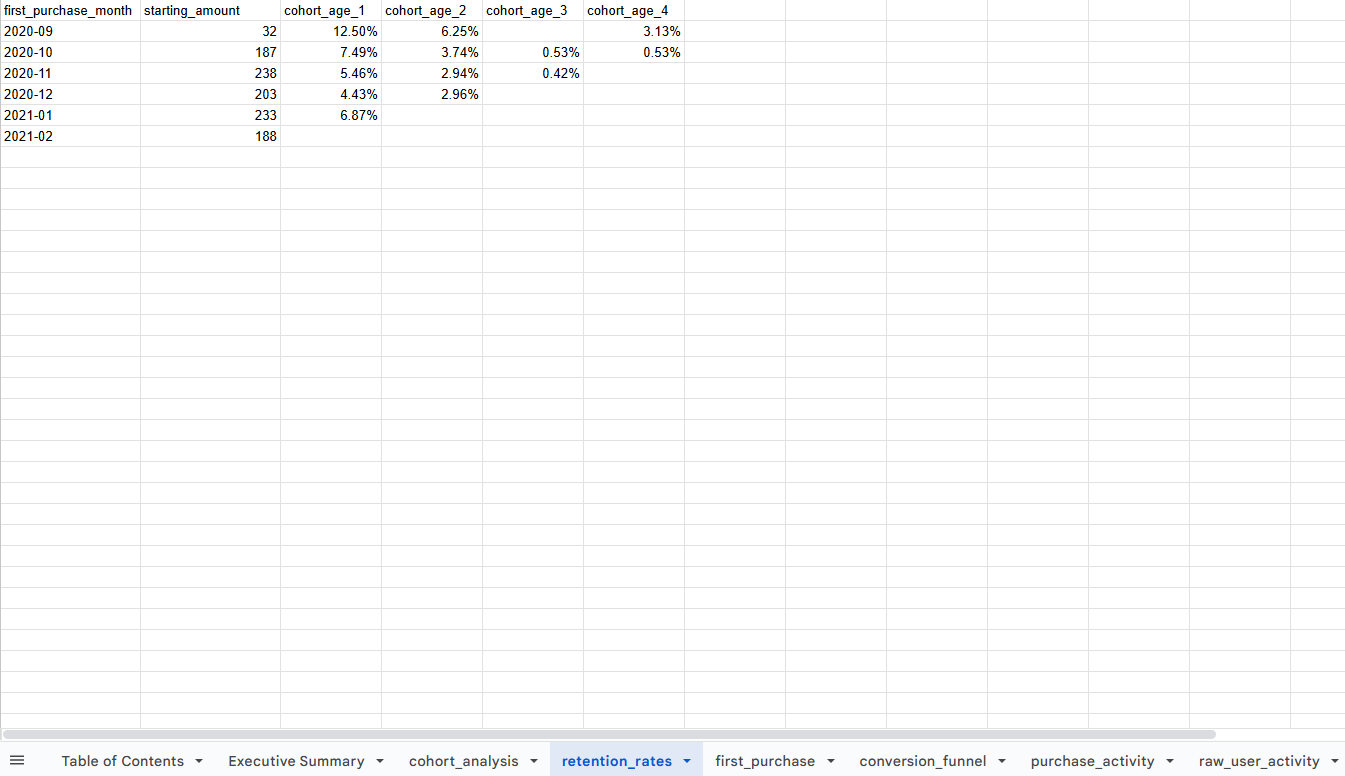 first_purchase_month starting_amount cohort_age_1 cohort_age_2 cohort_age_3 cohort_age_4
2020-09 32 12.50% 6.25% 3.13%
2020-10 187 7.49% 3.74% 0.53% 0.53%
2020-11 238 5.46% 2.94% 0.42%
2020-12 203 4.43% 2.96%
2021-01 233 6.87%
2021-02 188
Table of Contents Executive Summary cohort_analysis retention_rates first_purchase conversion_funnel purchase_activity raw_user_activity